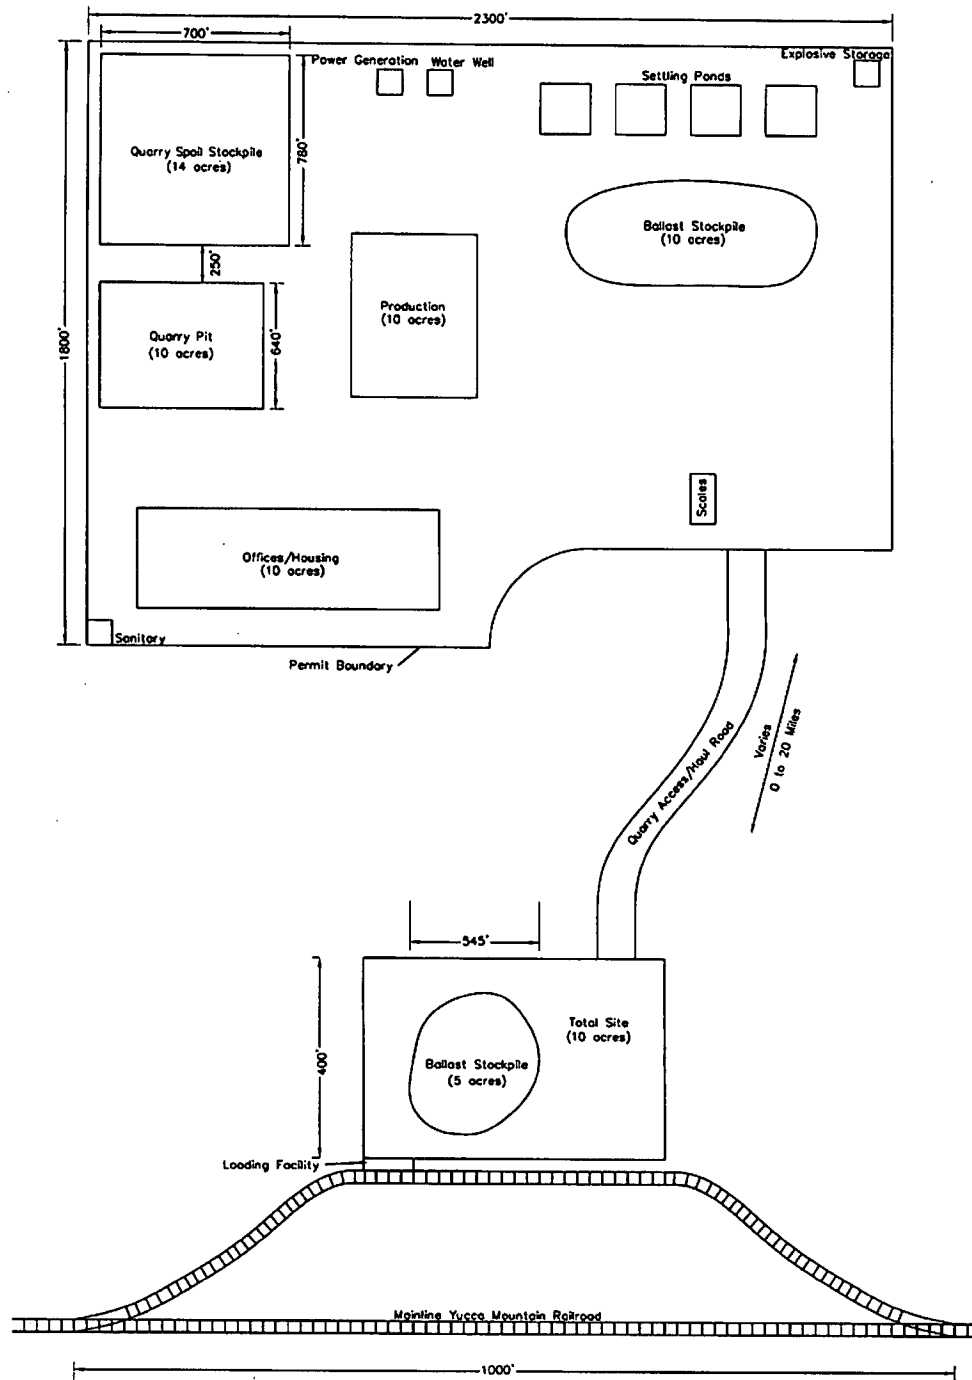 2300'
700'
Power Generation
Water Well
Explosive Storage
Settling Ponds
Quarry Spoil Stockpile
(14 acres)
780'
Ballast Stockpile
(10 acres)
250'
Production
(10 acres)
1800'
Quarry Pit
(10 acres)
640'
Scales
Offices/Housing
(10 acres)
Sanitary
Permit Boundary
Quarry Access/Haul Road
Varies
0 to 20 Miles
545'
400'
Total Site
(10 acres)
Ballast Stockpile
(5 acres)
Loading Facility
Mainline Yucca Mountain Railroad
1000'